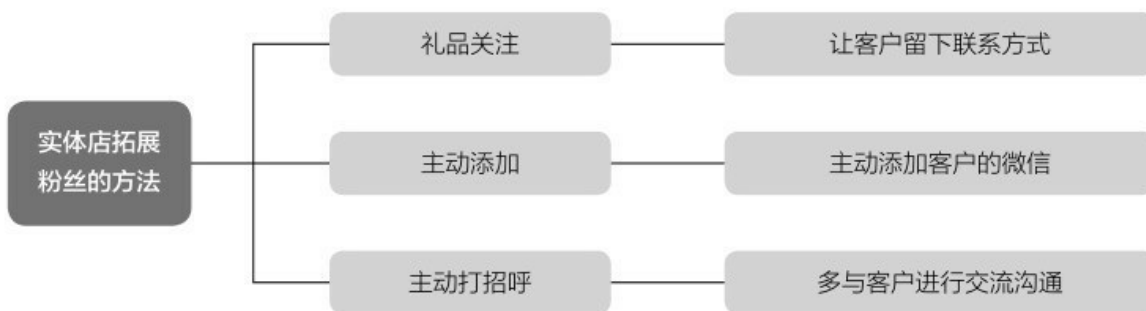 实体店拓展
粉丝的方法
礼品关注
让客户留下联系方式
主动添加
主动添加客户的微信
主动打招呼
多与客户进行交流沟通